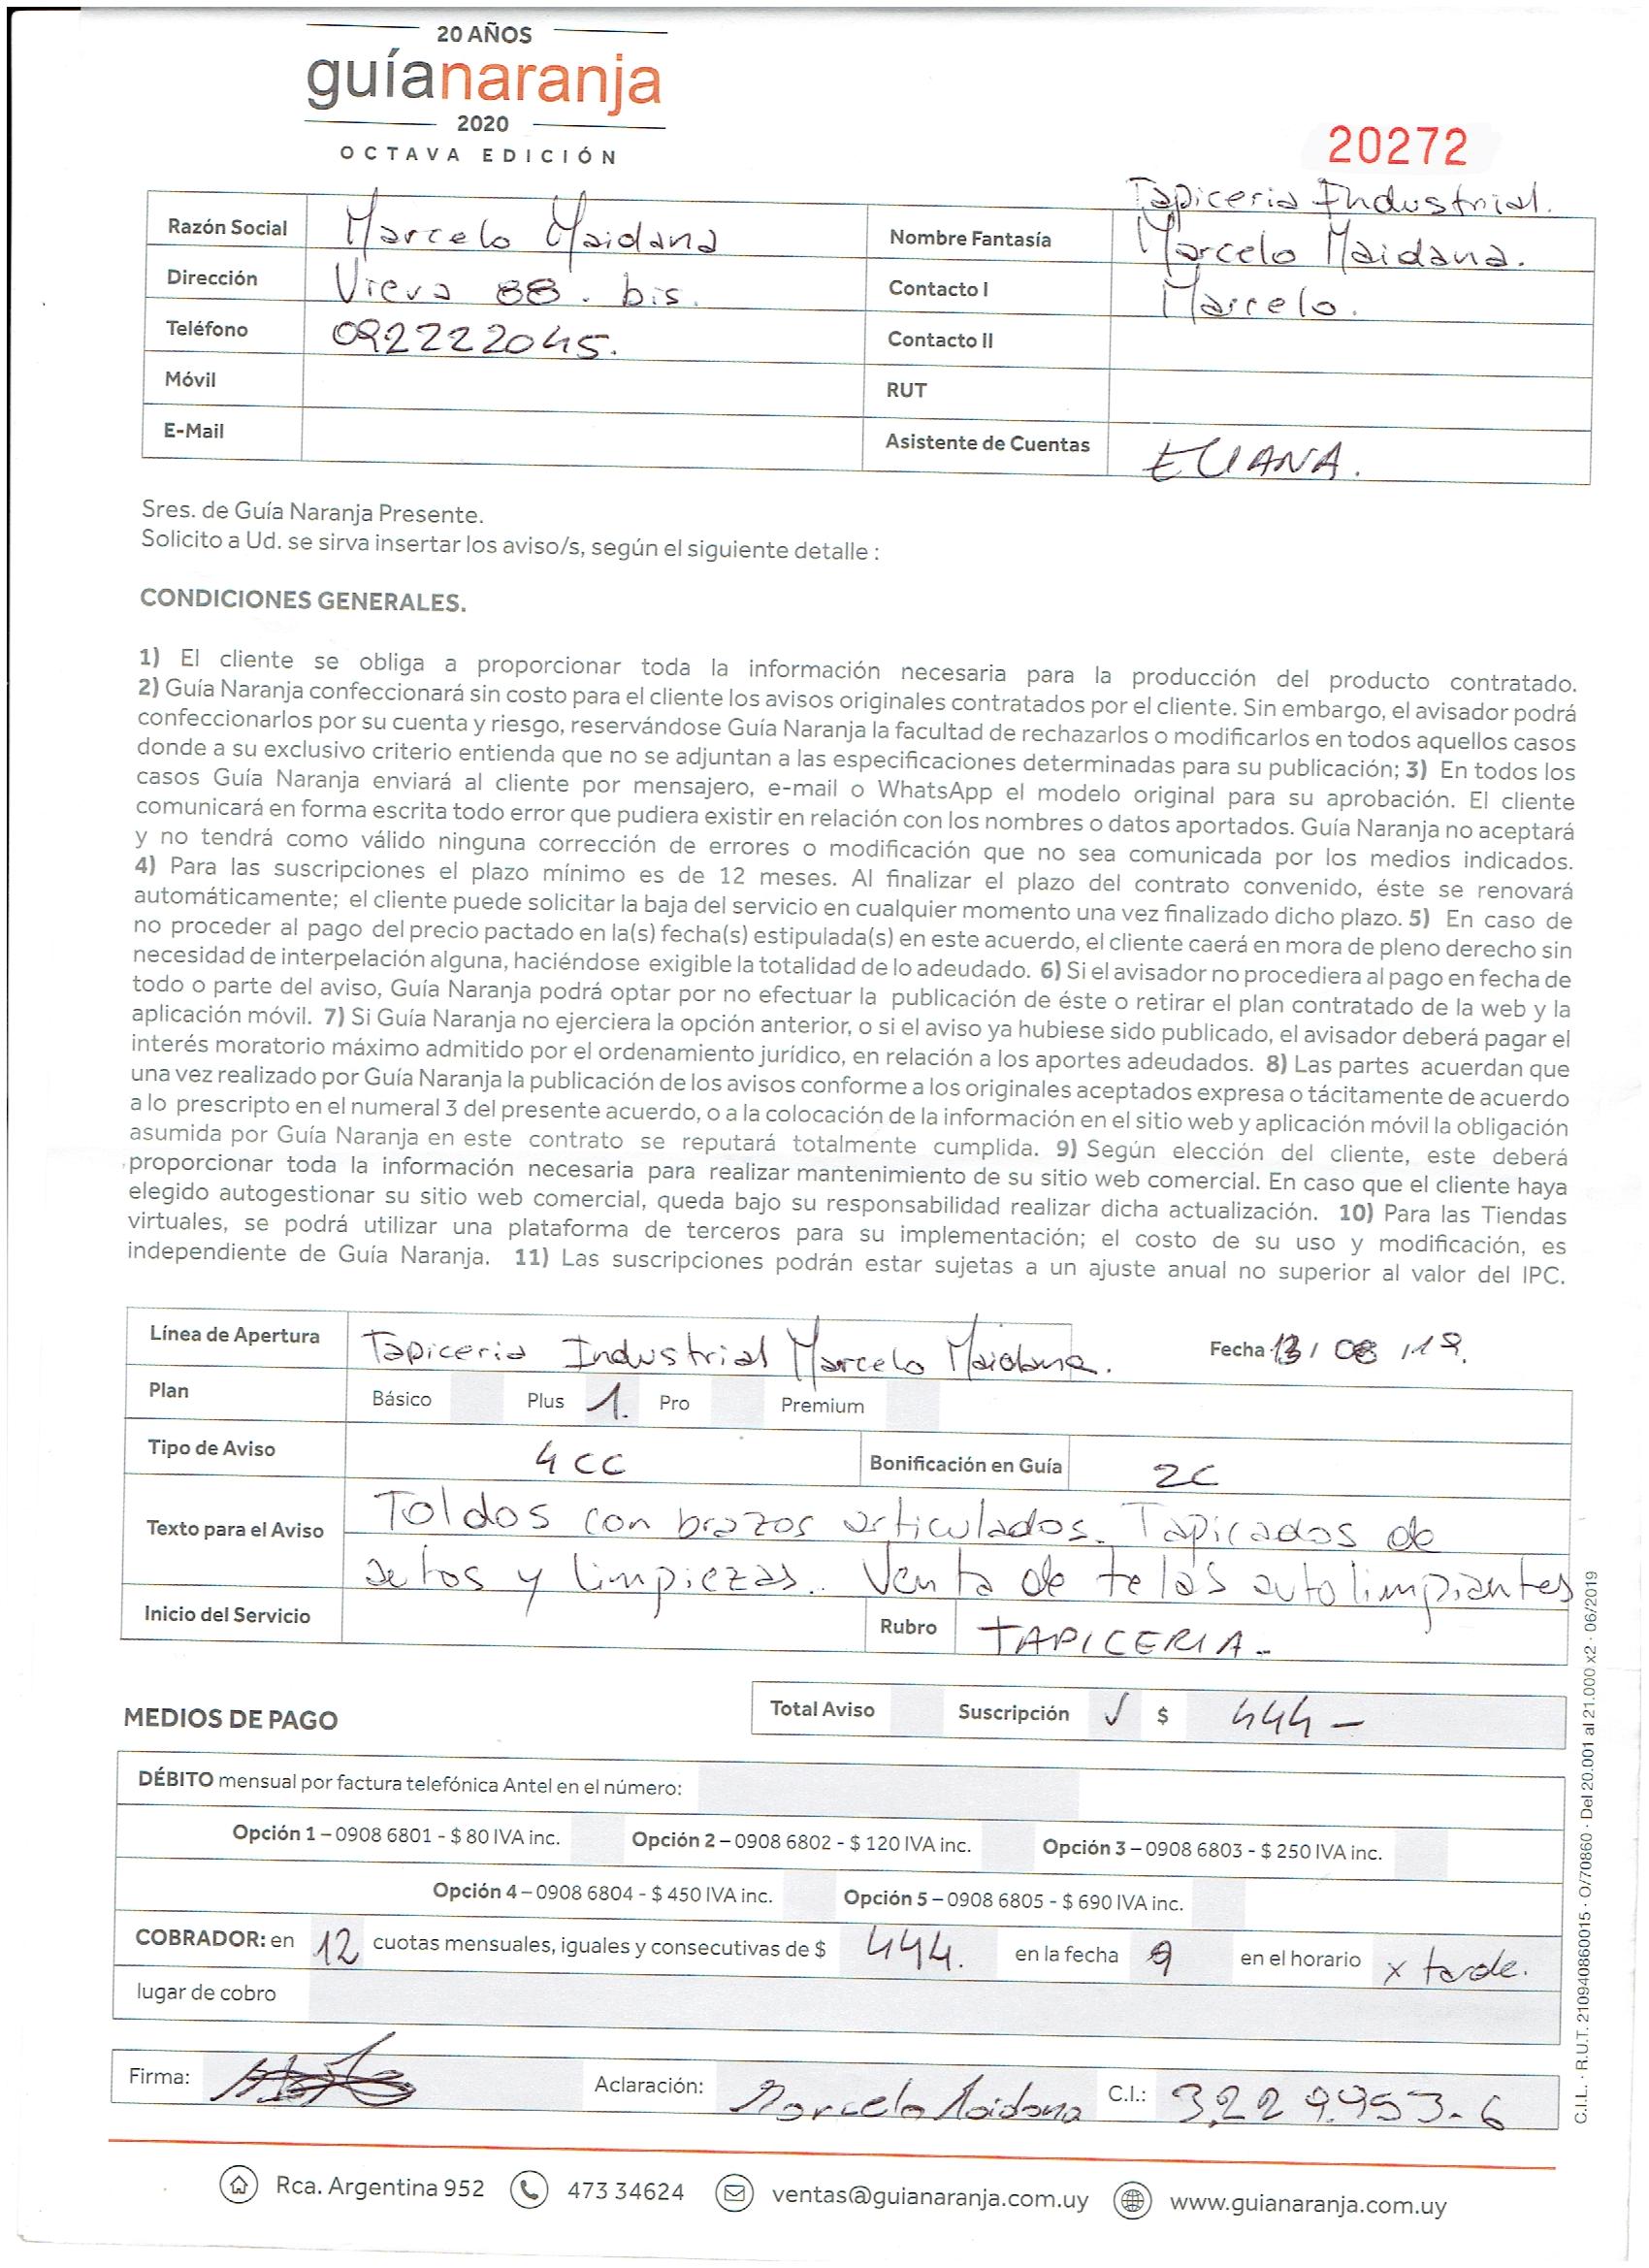 20 AÑOS
guíanaranja
2020
OCTAVA EDICIÓN
20272
Tapiceria Industrial.
Razón Social Marcelo Maidana Nombre Fantasía Marcelo Maidana.
Dirección Viera 88. bis. Contacto I Marcelo.
Teléfono 092222045. Contacto II
Móvil RUT
E-Mail Asistente de Cuentas ELIANA.
Sres. de Guía Naranja Presente.
Solicito a Ud. se sirva insertar los aviso/s, según el siguiente detalle :
CONDICIONES GENERALES.
1) El cliente se obliga a proporcionar toda la información necesaria para la producción del producto contratado.
2) Guía Naranja confeccionará sin costo para el cliente los avisos originales contratados por el cliente. Sin embargo, el avisador podrá
confeccionarlos por su cuenta y riesgo, reservándose Guía Naranja la facultad de rechazarlos o modificarlos en todos aquellos casos
donde a su exclusivo criterio entienda que no se adjuntan a las especificaciones determinadas para su publicación; 3) En todos los
casos Guía Naranja enviará al cliente por mensajero, e-mail o WhatsApp el modelo original para su aprobación. El cliente
comunicará en forma escrita todo error que pudiera existir en relación con los nombres o datos aportados. Guía Naranja no aceptará
y no tendrá como válido ninguna corrección de errores o modificación que no sea comunicada por los medios indicados.
4) Para las suscripciones el plazo mínimo es de 12 meses. Al finalizar el plazo del contrato convenido, éste se renovará
automáticamente; el cliente puede solicitar la baja del servicio en cualquier momento una vez finalizado dicho plazo. 5) En caso de
no proceder al pago del precio pactado en la(s) fecha(s) estipulada(s) en este acuerdo, el cliente caerá en mora de pleno derecho sin
necesidad de interpelación alguna, haciéndose exigible la totalidad de lo adeudado. 6) Si el avisador no procediera al pago en fecha de
todo o parte del aviso, Guía Naranja podrá optar por no efectuar la publicación de éste o retirar el plan contratado de la web y la
aplicación móvil. 7) Si Guía Naranja no ejerciera la opción anterior, o si el aviso ya hubiese sido publicado, el avisador deberá pagar el
interés moratorio máximo admitido por el ordenamiento jurídico, en relación a los aportes adeudados. 8) Las partes acuerdan que
una vez realizado por Guía Naranja la publicación de los avisos conforme a los originales aceptados expresa o tácitamente de acuerdo
a lo prescripto en el numeral 3 del presente acuerdo, o a la colocación de la información en el sitio web y aplicación móvil la obligación
asumida por Guía Naranja en este contrato se reputará totalmente cumplida. 9) Según elección del cliente, este deberá
proporcionar toda la información necesaria para realizar mantenimiento de su sitio web comercial. En caso que el cliente haya
elegido autogestionar su sitio web comercial, queda bajo su responsabilidad realizar dicha actualización. 10) Para las Tiendas
virtuales, se podrá utilizar una plataforma de terceros para su implementación; el costo de su uso y modificación, es
independiente de Guía Naranja. 11) Las suscripciones podrán estar sujetas a un ajuste anual no superior al valor del IPC.
Línea de Apertura Tapiceria Industrial Marcelo Maidana. Fecha 13/08/19.
Plan Básico Plus 1. Pro Premium
Tipo de Aviso 4CC Bonificación en Guía 2C
Texto para el Aviso Toldos con brazos articulados. Tapicados de
autos y limpiezas.. Venta de telas autolimpiantes
Inicio del Servicio Rubro TAPICERIA-
MEDIOS DE PAGO Total Aviso Suscripción ✓ $ 444 -
DÉBITO mensual por factura telefónica Antel en el número:
Opción 1 – 0908 6801 - $ 80 IVA inc. Opción 2 – 0908 6802 - $ 120 IVA inc. Opción 3 – 0908 6803 - $ 250 IVA inc.
Opción 4 – 0908 6804 - $ 450 IVA inc. Opción 5 – 0908 6805 - $ 690 IVA inc.
COBRADOR: en 12 cuotas mensuales, iguales y consecutivas de $ 444. en la fecha 9 en el horario x tarde.
lugar de cobro
Firma: Aclaración: Marcelo Maidana C.I.: 3.229.953-6
Rca. Argentina 952 473 34624 ventas@guianaranja.com.uy www.guianaranja.com.uy
C.I.L. · R.U.T. 210940860015 · O/70860 · Del 20.001 al 21.000 x2 · 06/2019